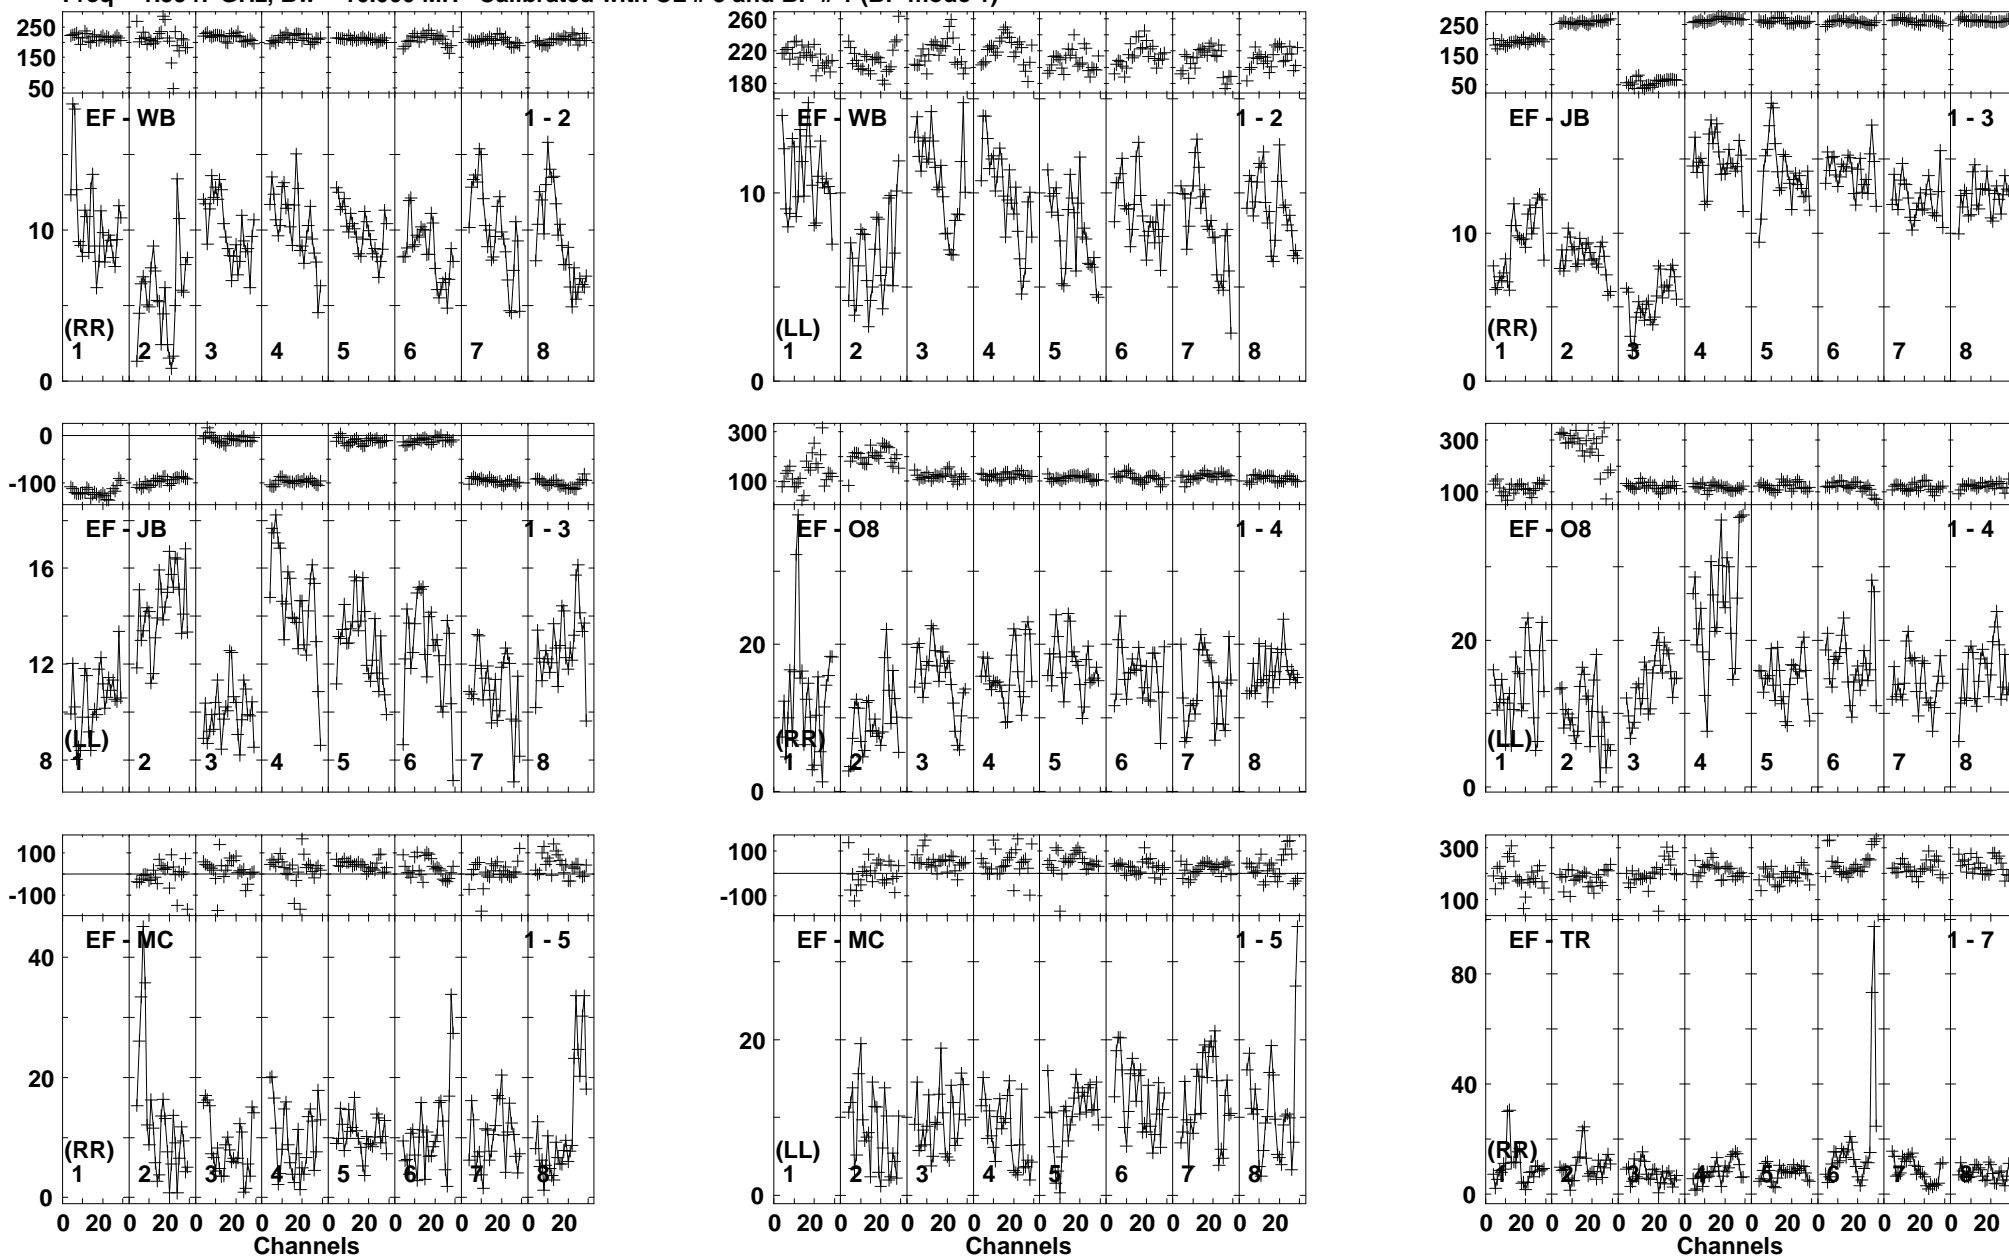 250 150 50 260 220 180 250 150 50
EF - WB 1 - 2 EF - WB 1 - 2 EF - JB 1 - 3
10 10 10
(RR) (LL) (RR)
1 2 3 4 5 6 7 8 1 2 3 4 5 6 7 8 1 2 3 4 5 6 7 8
0 0 0
0 -100 300 100 300 100
EF - JB 1 - 3 EF - O8 1 - 4 EF - O8 1 - 4
16 12 8 20 20
(LL) (RR) (LL)
1 2 3 4 5 6 7 8 1 2 3 4 5 6 7 8 1 2 3 4 5 6 7 8
0 0
100 -100 100 -100 300 100
EF - MC 1 - 5 EF - MC 1 - 5 EF - TR 1 - 7
40 20 0 20 0 80 40 0
(RR) (LL) (RR)
1 2 3 4 5 6 7 8 1 2 3 4 5 6 7 8 1 2 3 4 5 6 7 8
0 20 0 20 0 20 0 20 0 20 0 20 0 20 0 20 0 20 0 20 0 20 0 20 0 20 0 20 0 20 0 20 0 20 0 20 0 20 0 20 0 20 0 20 0 20 0 20
Channels Channels Channels